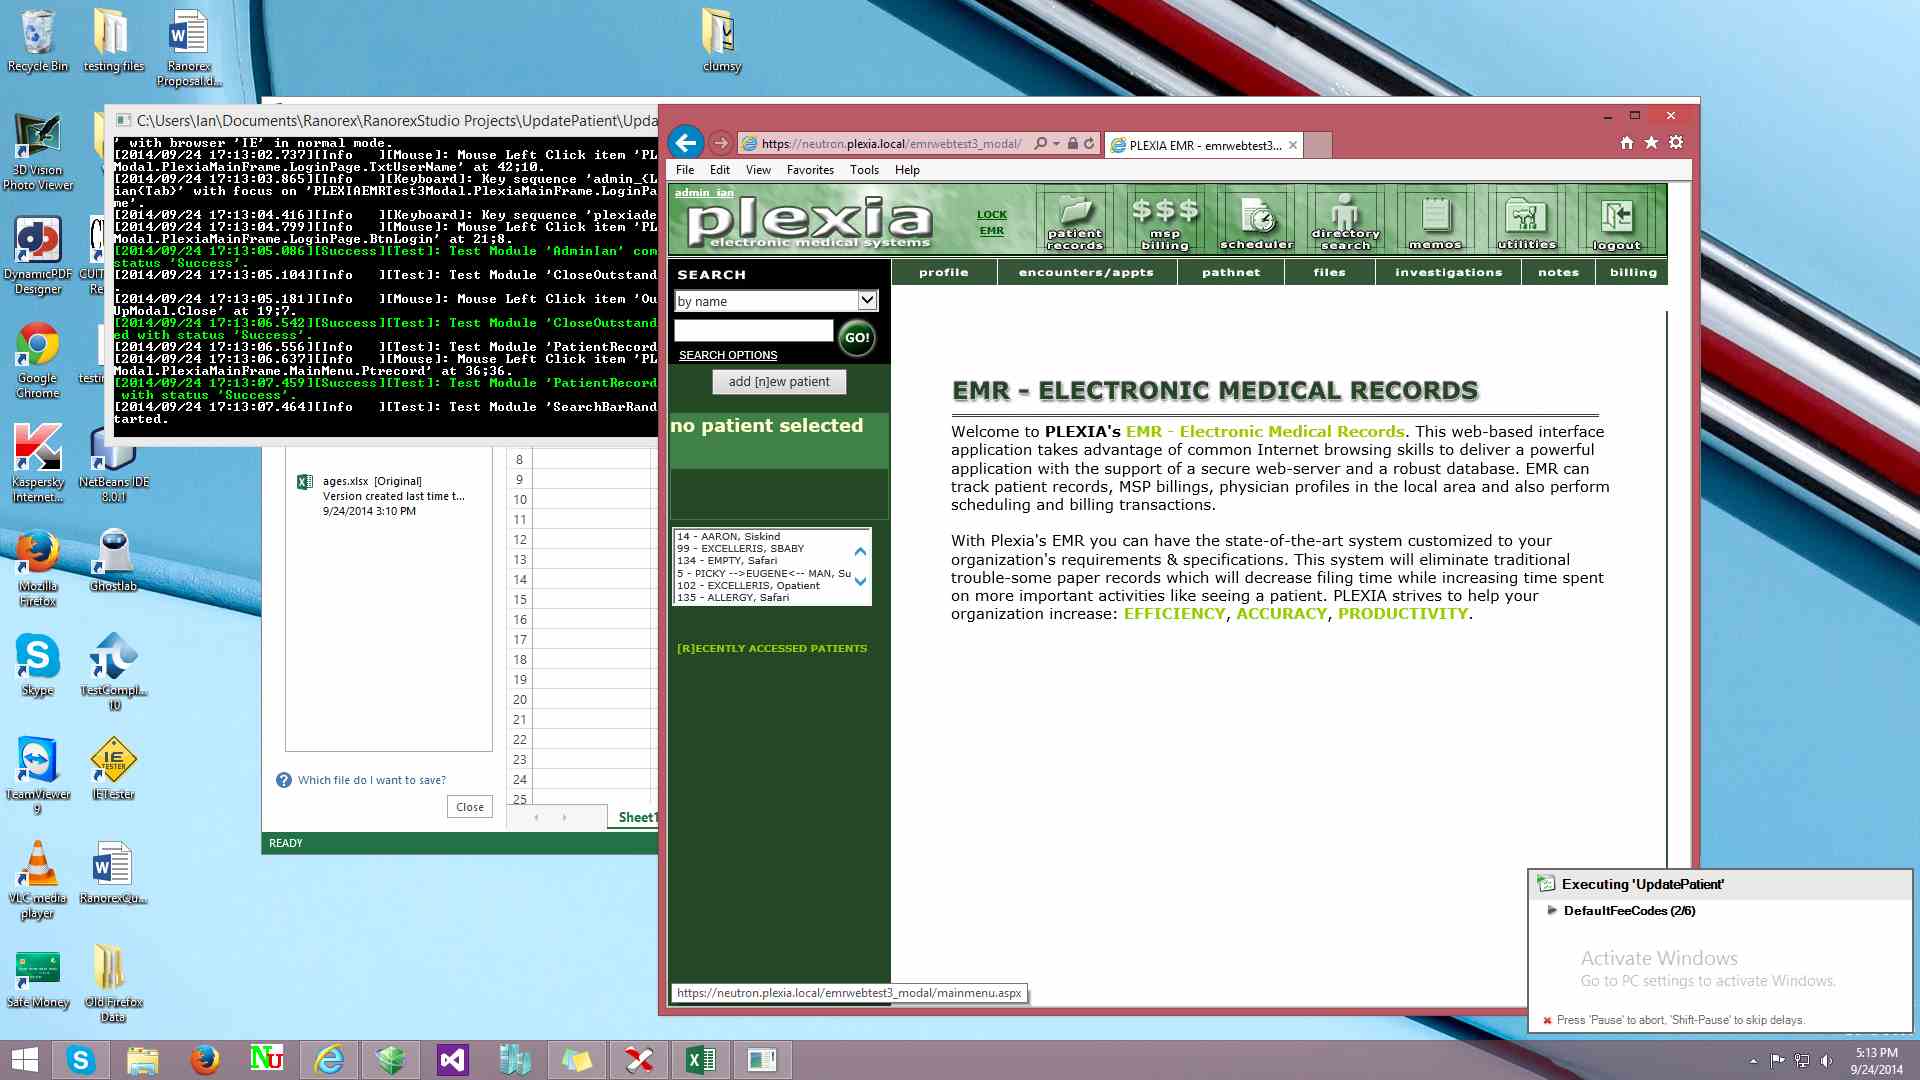 Recycle Bin
testing files
Ranorex
Proposal.d...
clumsy
3D Vision
Photo Viewer
DynamicPDF
Designer
CUIT
Re
Google
Chrome
testin
Kaspersky
Internet...
NetBeans IDE
8.0.1
Mozilla
Firefox
Ghostlab
Skype
TestCompl...
10
TeamViewer
9
IETester
VLC media
player
RanorexQu...
Safe Money
Old Firefox
Data
C:\Users\Ian\Documents\Ranorex\RanorexStudio Projects\UpdatePatient\Upda
' with browser 'IE' in normal mode.
[2014/09/24 17:13:02.737][Info   ][Mouse]: Mouse Left Click item 'PL
Modal.PlexiaMainFrame.LoginPage.TxtUserName' at 42;10.
[2014/09/24 17:13:03.865][Info   ][Keyboard]: Key sequence 'admin_{L
ian{Tab}' with focus on 'PLEXIAEMRTest3Modal.PlexiaMainFrame.LoginPa
me'.
[2014/09/24 17:13:04.416][Info   ][Keyboard]: Key sequence 'plexiade
[2014/09/24 17:13:04.799][Info   ][Mouse]: Mouse Left Click item 'PL
Modal.PlexiaMainFrame.LoginPage.BtnLogin' at 21;8.
[2014/09/24 17:13:05.086][Success][Test]: Test Module 'AdminIan' com
status 'Success'.
[2014/09/24 17:13:05.104][Info   ][Test]: Test Module 'CloseOutstand
.
[2014/09/24 17:13:05.181][Info   ][Mouse]: Mouse Left Click item 'Ou
UpModal.Close' at 19;7.
[2014/09/24 17:13:06.542][Success][Test]: Test Module 'CloseOutstand
ed with status 'Success'.
[2014/09/24 17:13:06.556][Info   ][Test]: Test Module 'PatientRecord
[2014/09/24 17:13:06.637][Info   ][Mouse]: Mouse Left Click item 'PL
Modal.PlexiaMainFrame.MainMenu.Ptrecord' at 36;36.
[2014/09/24 17:13:07.459][Success][Test]: Test Module 'PatientRecord
with status 'Success'.
[2014/09/24 17:13:07.464][Info   ][Test]: Test Module 'SearchBarRand
tarted.
ages.xlsx [Original]
Version created last time t...
9/24/2014 3:10 PM
Which file do I want to save?
Close
8
9
10
11
12
13
14
15
16
17
18
19
20
21
22
23
24
25
Sheet1
READY
https://neutron.plexia.local/emrwebtest3_modal/
PLEXIA EMR - emrwebtest3...
File Edit View Favorites Tools Help
admin_ian
plexia
electronic medical systems
LOCK
EMR
patient
records
$$$
msp
billing
scheduler
directory
search
memos
utilities
logout
profile encounters/appts pathnet files investigations notes billing
SEARCH
by name
GO!
SEARCH OPTIONS
add [n]ew patient
no patient selected
14 - AARON, Siskind
99 - EXCELLERIS, SBABY
134 - EMPTY, Safari
5 - PICKY -->EUGENE<-- MAN, Su
102 - EXCELLERIS, Opatient
135 - ALLERGY, Safari
[R]ECENTLY ACCESSED PATIENTS
EMR - ELECTRONIC MEDICAL RECORDS
Welcome to PLEXIA's EMR - Electronic Medical Records. This web-based interface
application takes advantage of common Internet browsing skills to deliver a powerful
application with the support of a secure web-server and a robust database. EMR can
track patient records, MSP billings, physician profiles in the local area and also perform
scheduling and billing transactions.
With Plexia's EMR you can have the state-of-the-art system customized to your
organization's requirements & specifications. This system will eliminate traditional
trouble-some paper records which will decrease filing time while increasing time spent
on more important activities like seeing a patient. PLEXIA strives to help your
organization increase: EFFICIENCY, ACCURACY, PRODUCTIVITY.
https://neutron.plexia.local/emrwebtest3_modal/mainmenu.aspx
Executing 'UpdatePatient'
DefaultFeeCodes (2/6)
Activate Windows
Go to PC settings to activate Windows.
Press 'Pause' to abort, 'Shift-Pause' to skip delays.
5:13 PM
9/24/2014